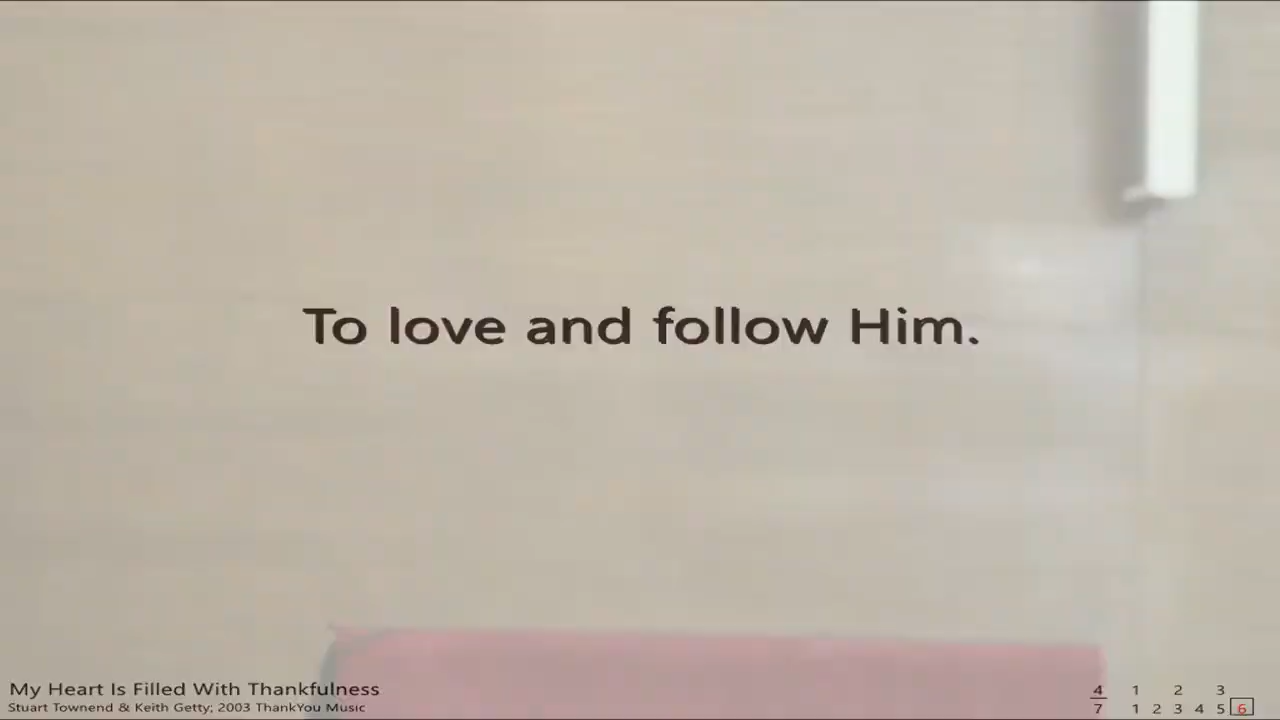 To love and follow Him.
My Heart Is Filled With Thankfulness
Stuart Townend & Keith Getty; 2003 ThankYou Music
4 1 2 3
7 1 2 3 4 5 6